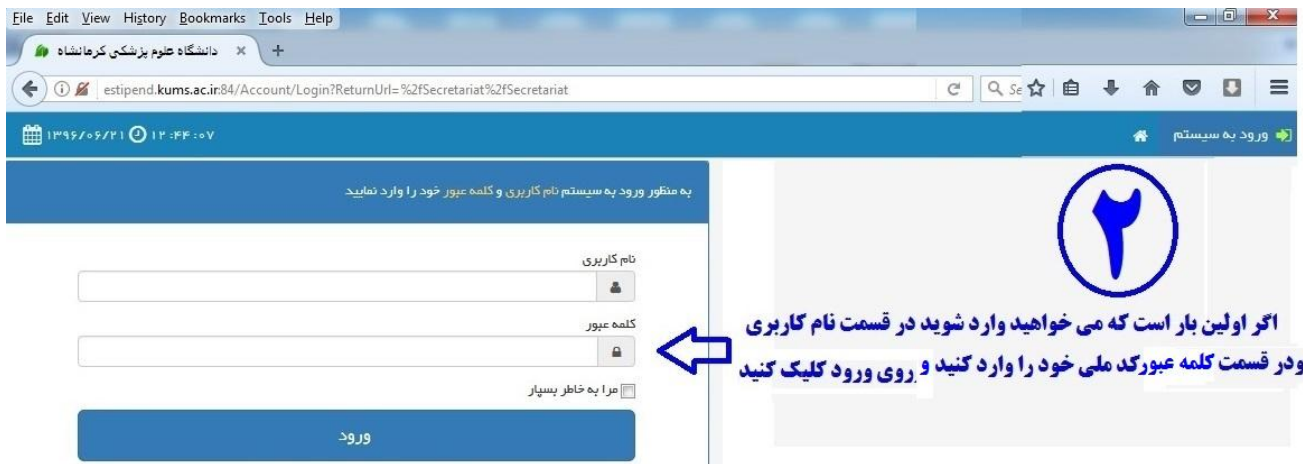 File Edit View History Bookmarks Tools Help
دانشگاه علوم پزشکی کرمانشاه
estipend.kums.ac.ir:84/Account/Login?ReturnUrl=%2fSecretariat%2fSecretariat
Se
ورود به سیستم
۱۳۹۶/۰۶/۲۱ ۱۲:۴۴:۰۷
به منظور ورود به سیستم نام کاربری و کلمه عبور خود را وارد نمایید
۲
نام کاربری
اگر اولین بار است که می خواهید وارد شوید در قسمت نام کاربری
ودر قسمت کلمه عبورکد ملی خود را وارد کنید و روی ورود کلیک کنید
کلمه عبور
مرا به خاطر بسپار
ورود